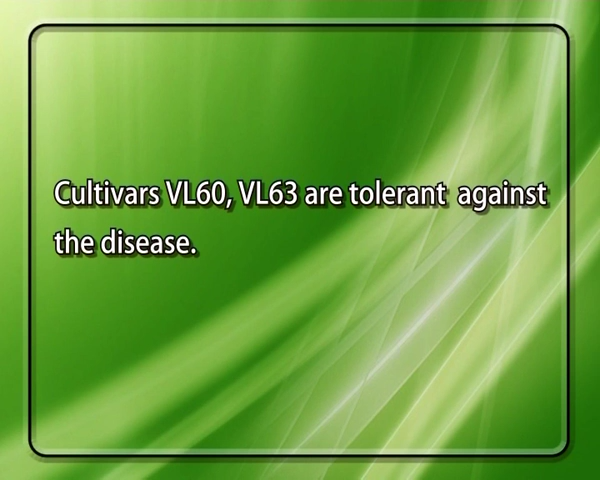 Cultivars VL60, VL63 are tolerant  against
the disease.